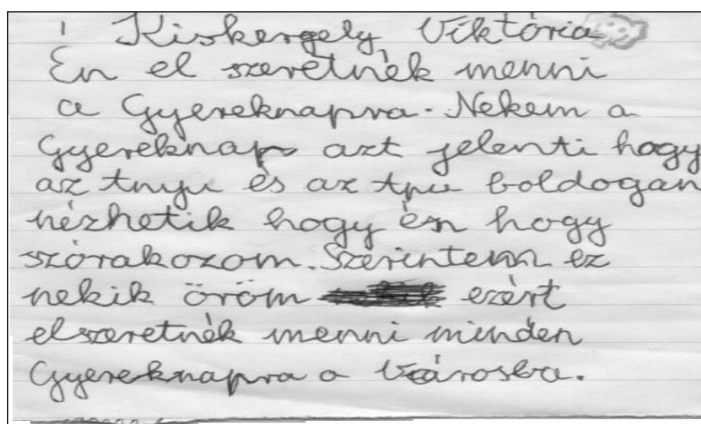 Kiskergely Viktória
Én el szeretnék menni
a Gyereknapra. Nekem a
Gyereknap azt jelenti hogy
az Anyu és az Apu boldogan
nézhetik hogy én hogy
szórakozom. Szerintem ez
nekik öröm ezért
elszeretnék menni minden
Gyereknapra a Városba.